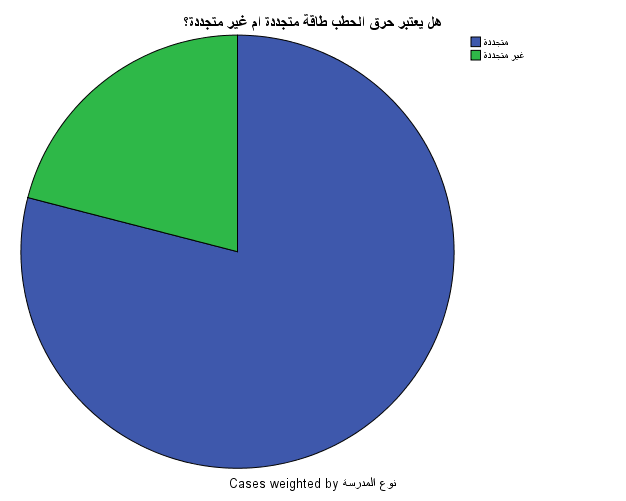 هل يعتبر حرق الحطب طاقة متجددة ام غير متجددة؟
متجددة
غير متجددة
Cases weighted by نوع المدرسة